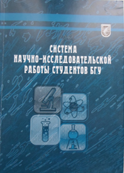 СИСТЕМА
НАУЧНО-ИССЛЕДОВАТЕЛЬСКОЙ
РАБОТЫ СТУДЕНТОВ БГУ